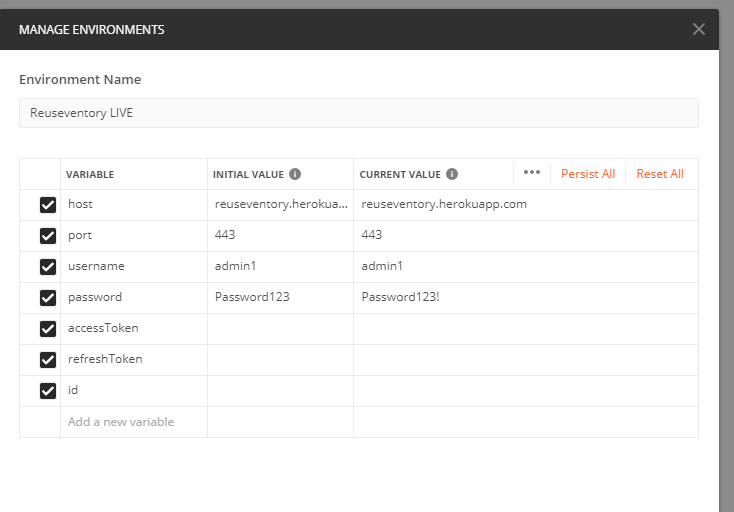 MANAGE ENVIRONMENTS
Environment Name
Reuseventory LIVE
VARIABLE INITIAL VALUE CURRENT VALUE ••• Persist All Reset All
host reuseventory.herokua... reuseventory.herokuapp.com
port 443 443
username admin1 admin1
password Password123 Password123!
accessToken
refreshToken
id
Add a new variable